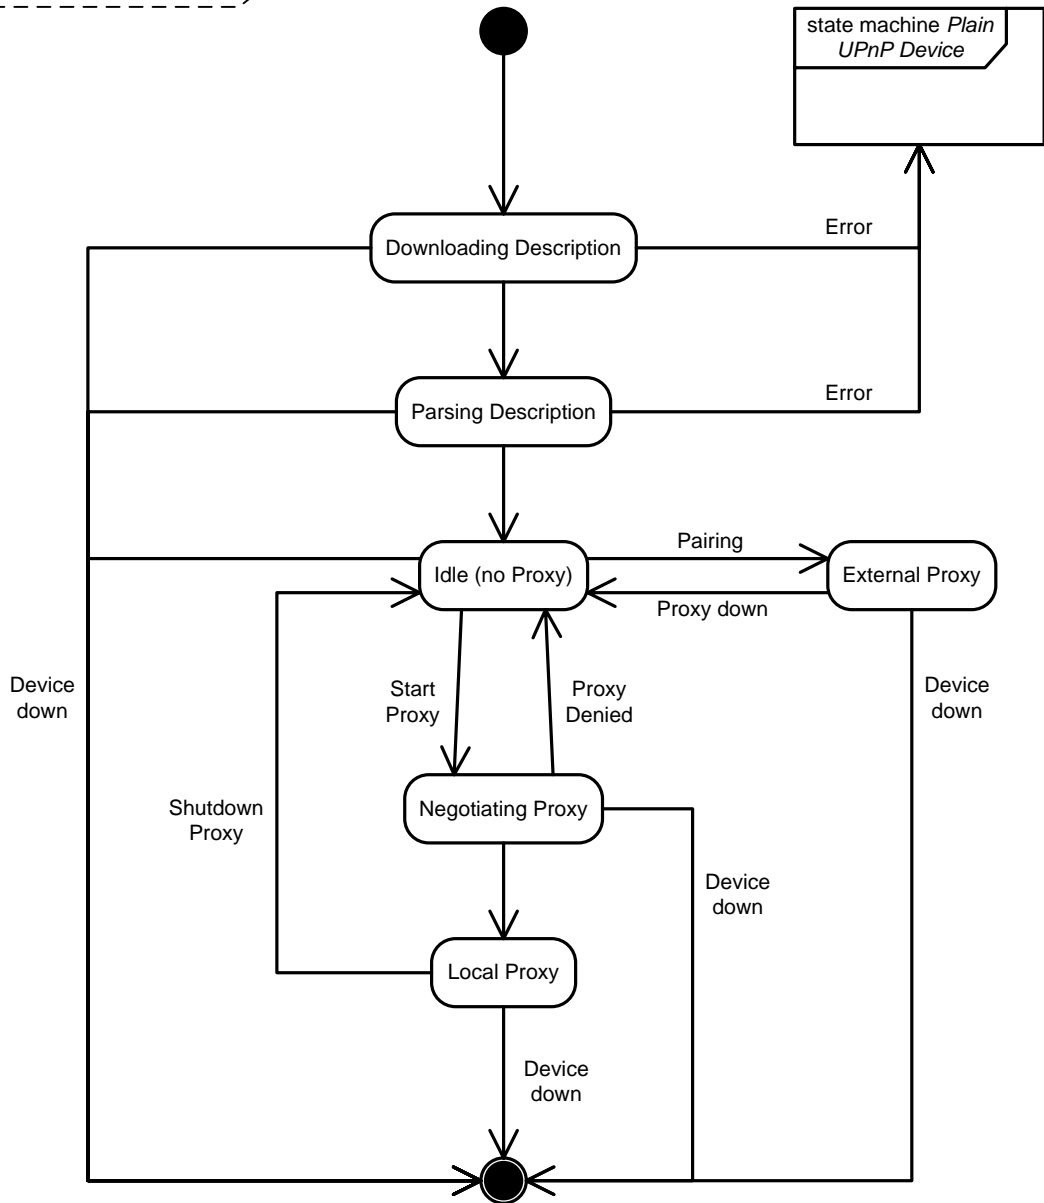 state machine Plain
UPnP Device
Downloading Description
Error
Parsing Description
Error
Idle (no Proxy)
Pairing
External Proxy
Proxy down
Device
down
Start
Proxy
Proxy
Denied
Device
down
Shutdown
Proxy
Negotiating Proxy
Device
down
Local Proxy
Device
down